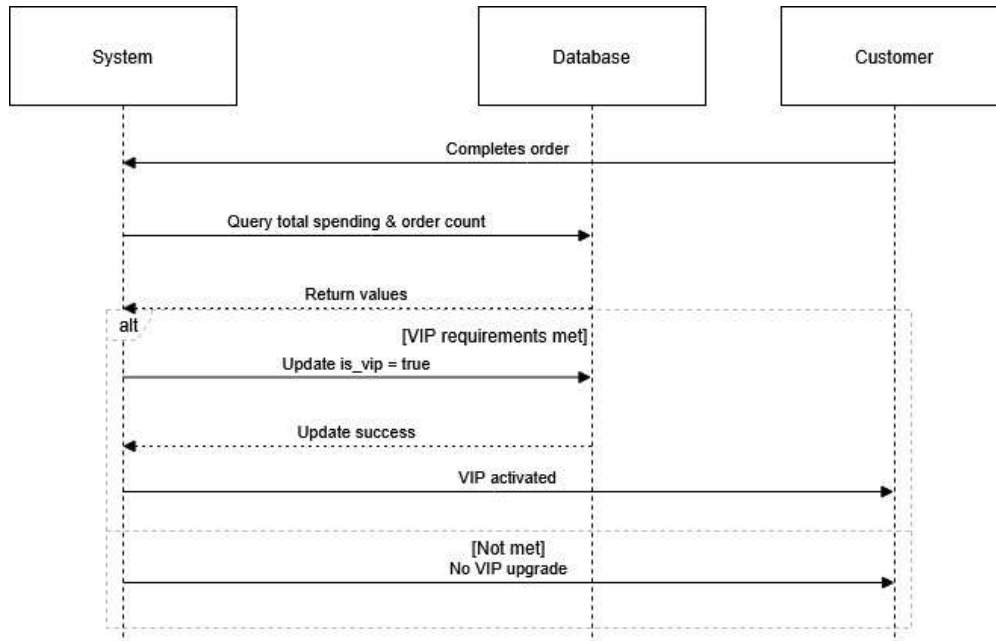 System
Database
Customer
Completes order
Query total spending & order count
Return values
alt
[VIP requirements met]
Update is_vip = true
Update success
VIP activated
[Not met]
No VIP upgrade